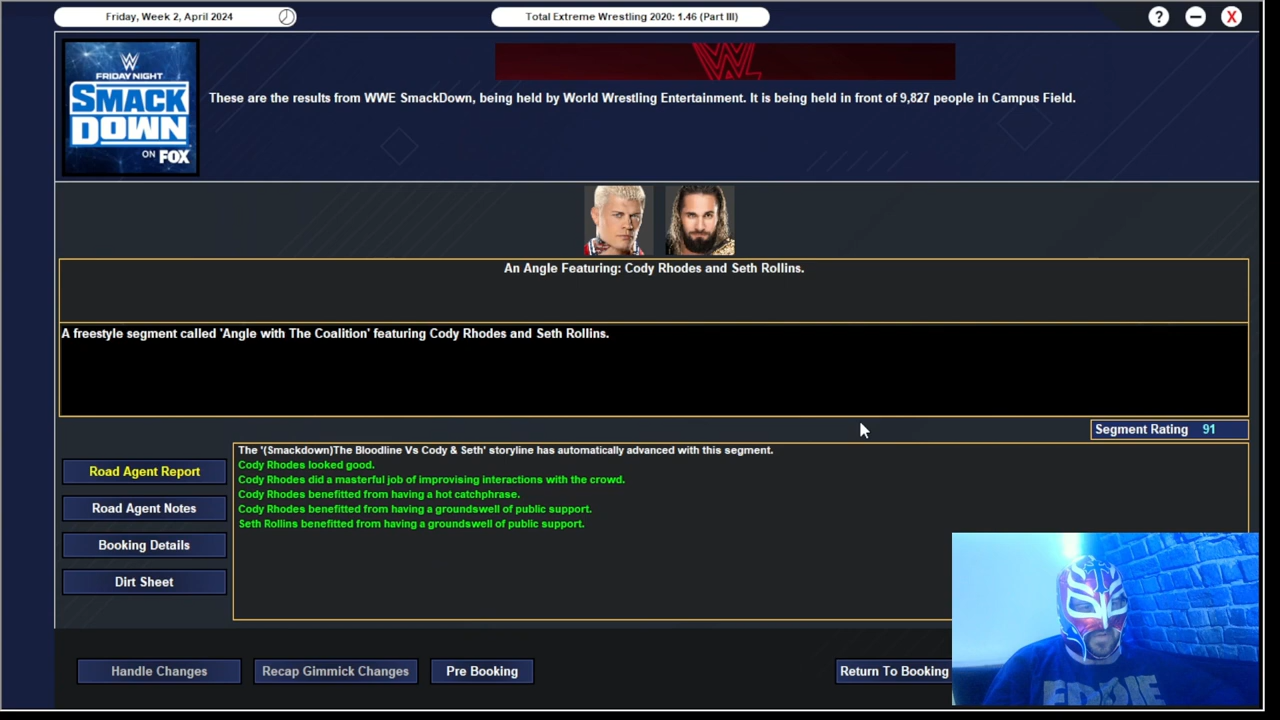 Friday, Week 2, April 2024
Total Extreme Wrestling 2020: 1.46 (Part III)
?
X
W
FRIDAY NIGHT
SMACK
DOWN
ON FOX
These are the results from WWE SmackDown, being held by World Wrestling Entertainment. It is being held in front of 9,827 people in Campus Field.
An Angle Featuring: Cody Rhodes and Seth Rollins.
A freestyle segment called 'Angle with The Coalition' featuring Cody Rhodes and Seth Rollins.
Segment Rating 91
The '(Smackdown)The Bloodline Vs Cody & Seth' storyline has automatically advanced with this segment.
Cody Rhodes looked good.
Cody Rhodes did a masterful job of improvising interactions with the crowd.
Cody Rhodes benefitted from having a hot catchphrase.
Cody Rhodes benefitted from having a groundswell of public support.
Seth Rollins benefitted from having a groundswell of public support.
Road Agent Report
Road Agent Notes
Booking Details
Dirt Sheet
Handle Changes
Recap Gimmick Changes
Pre Booking
Return To Booking
EDDIE